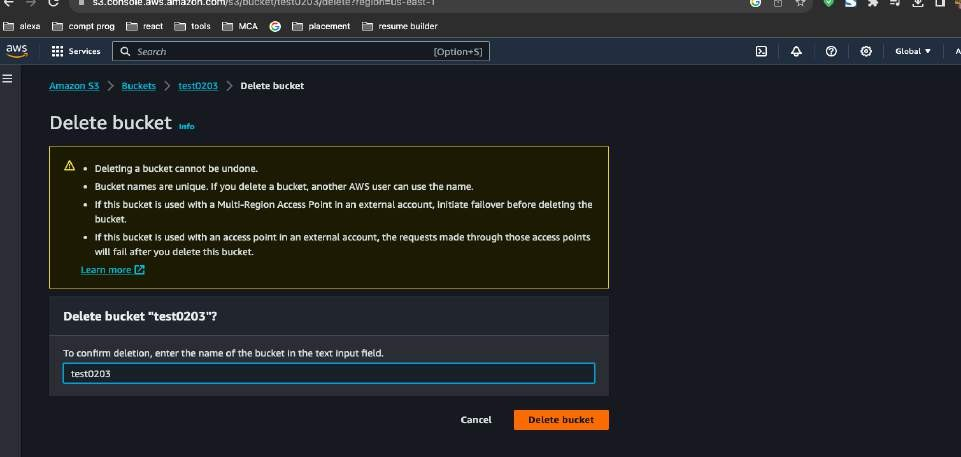 s3.console.aws.amazon.com/s3/bucket/test0203/delete?region=us-east-1
alexa compt prog react tools MCA placement resume builder
aws Services Search [Option+S] Global
Amazon S3 Buckets test0203 Delete bucket
Delete bucket Info
Deleting a bucket cannot be undone.
Bucket names are unique. If you delete a bucket, another AWS user can use the name.
If this bucket is used with a Multi-Region Access Point in an external account, initiate failover before deleting the
bucket.
If this bucket is used with an access point in an external account, the requests made through those access points
will fail after you delete this bucket.
Learn more
Delete bucket "test0203"?
To confirm deletion, enter the name of the bucket in the text input field.
test0203
Cancel Delete bucket